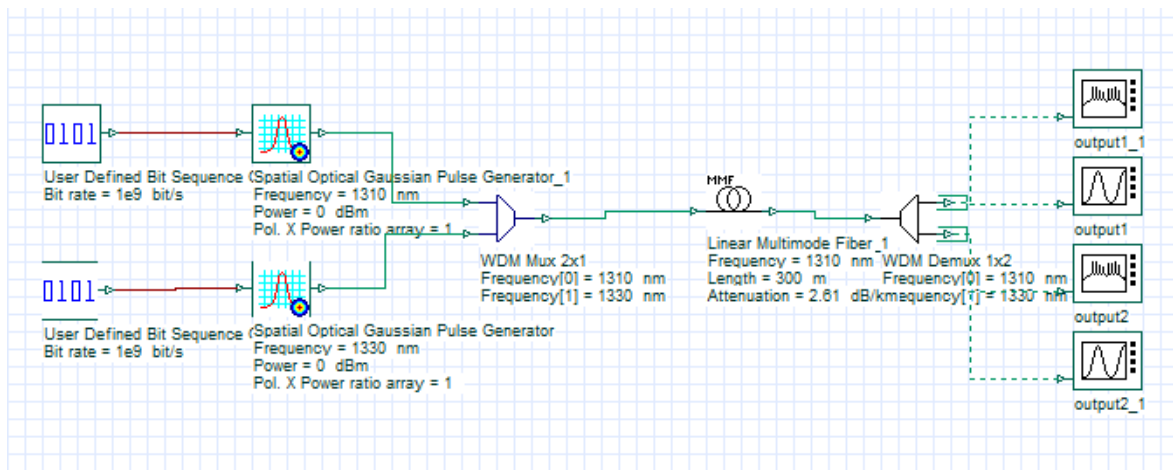 0101
User Defined Bit Sequence G
Bit rate = 1e9 bit/s
Spatial Optical Gaussian Pulse Generator_1
Frequency = 1310 nm
Power = 0 dBm
Pol. X Power ratio array = 1
0101
User Defined Bit Sequence G
Bit rate = 1e9 bit/s
Spatial Optical Gaussian Pulse Generator
Frequency = 1330 nm
Power = 0 dBm
Pol. X Power ratio array = 1
WDM Mux 2x1
Frequency[0] = 1310 nm
Frequency[1] = 1330 nm
MMF
Linear Multimode Fiber_1
Frequency = 1310 nm
Length = 300 m
Attenuation = 2.61 dB/km
WDM Demux 1x2
Frequency[0] = 1310 nm
equency[1] = 1330 nm
output1_1
output1
output2
output2_1